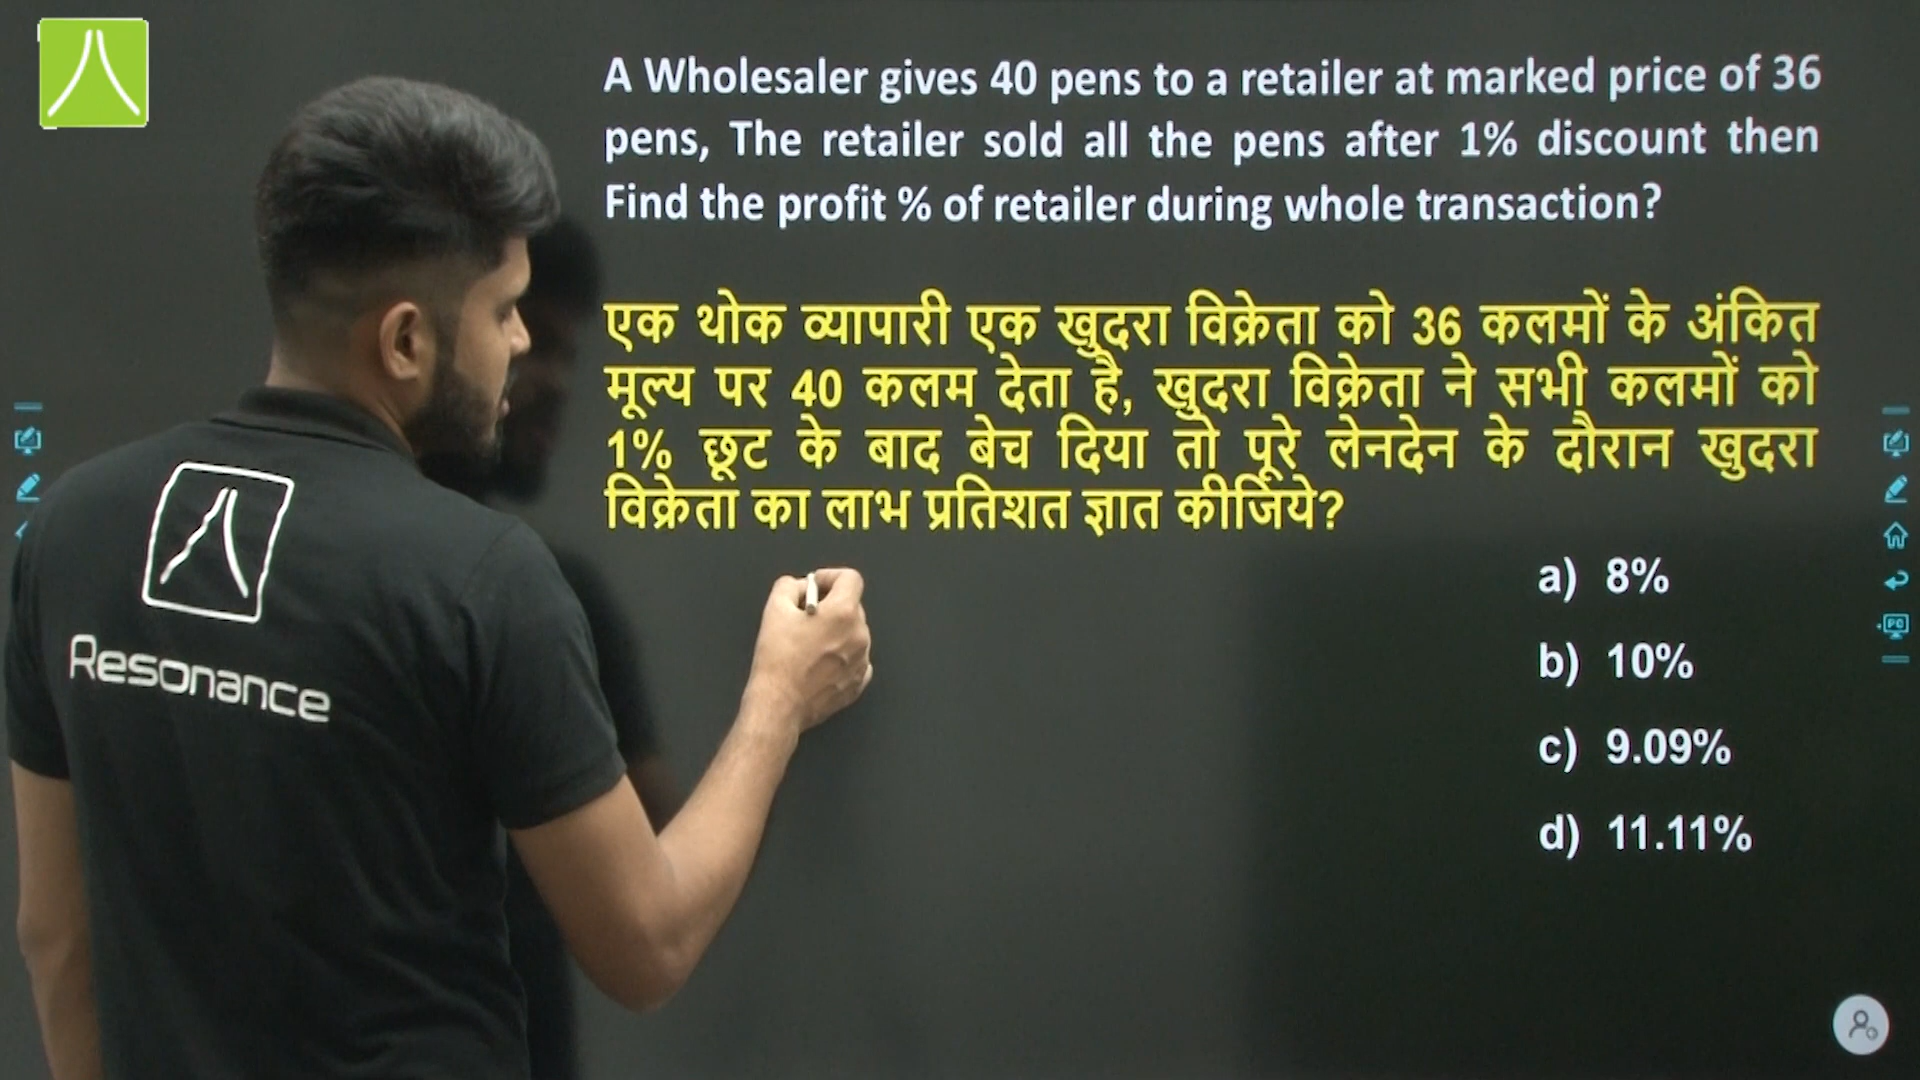 A Wholesaler gives 40 pens to a retailer at marked price of 36
pens, The retailer sold all the pens after 1% discount then
Find the profit % of retailer during whole transaction?
एक थोक व्यापारी एक खुदरा विक्रेता को 36 कलमों के अंकित
मूल्य पर 40 कलम देता है, खुदरा विक्रेता ने सभी कलमों को
1% छूट के बाद बेच दिया तो पूरे लेनदेन के दौरान खुदरा
विक्रेता का लाभ प्रतिशत ज्ञात कीजिये?
a) 8%
b) 10%
c) 9.09%
d) 11.11%
Resonance
PC